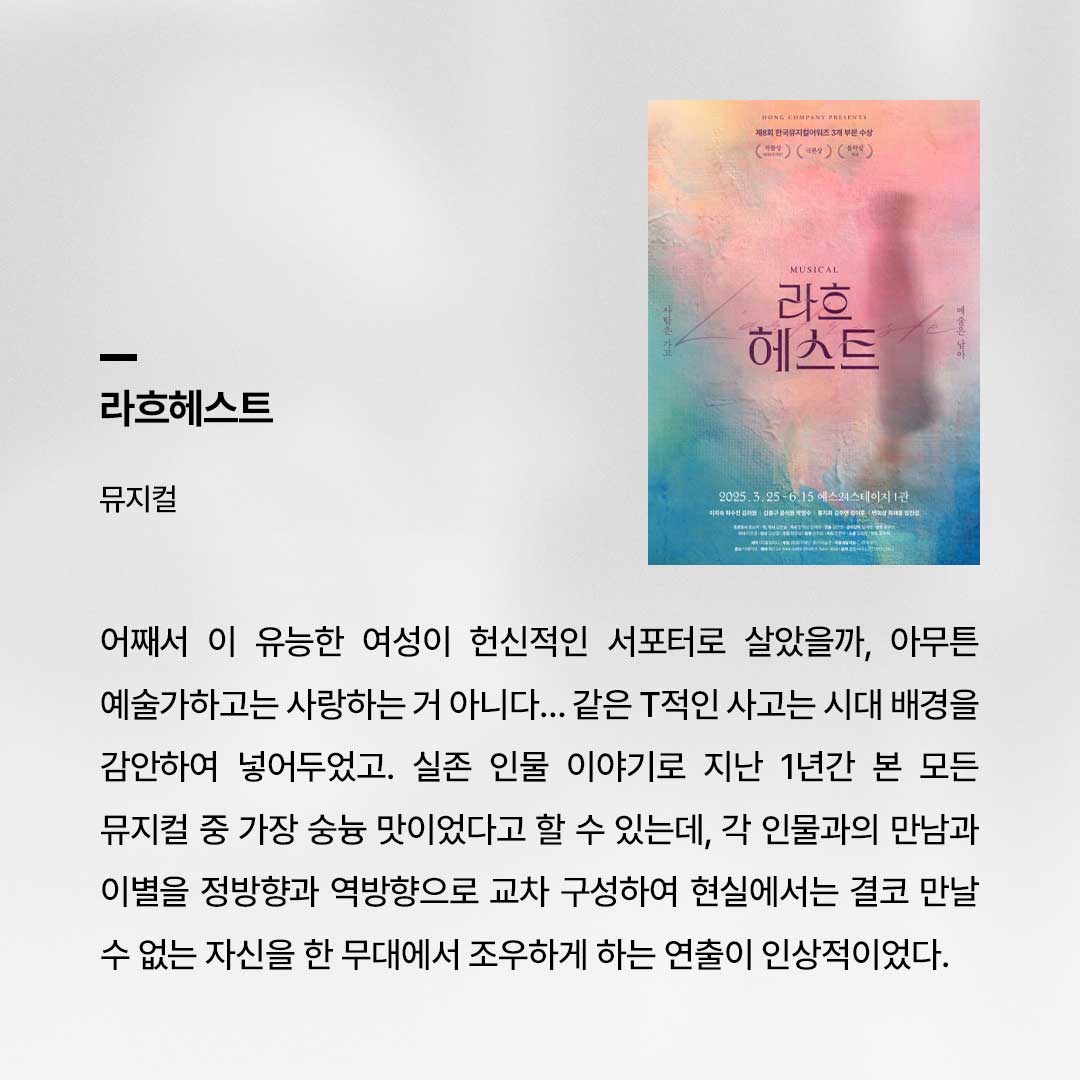 HONG COMPANY PRESENTS
제8회 한국뮤지컬어워즈 3개 부문 수상
작품상 극본상 음악상
MUSICAL
라흐
헤스트
사람은 가고
예술은 남아
2025. 3. 25 - 6. 15 예스24스테이지 1관
라흐헤스트
뮤지컬
어째서 이 유능한 여성이 헌신적인 서포터로 살았을까, 아무튼
예술가하고는 사랑하는 거 아니다... 같은 T적인 사고는 시대 배경을
감안하여 넣어두었고. 실존 인물 이야기로 지난 1년간 본 모든
뮤지컬 중 가장 숭늉 맛이었다고 할 수 있는데, 각 인물과의 만남과
이별을 정방향과 역방향으로 교차 구성하여 현실에서는 결코 만날
수 없는 자신을 한 무대에서 조우하게 하는 연출이 인상적이었다.